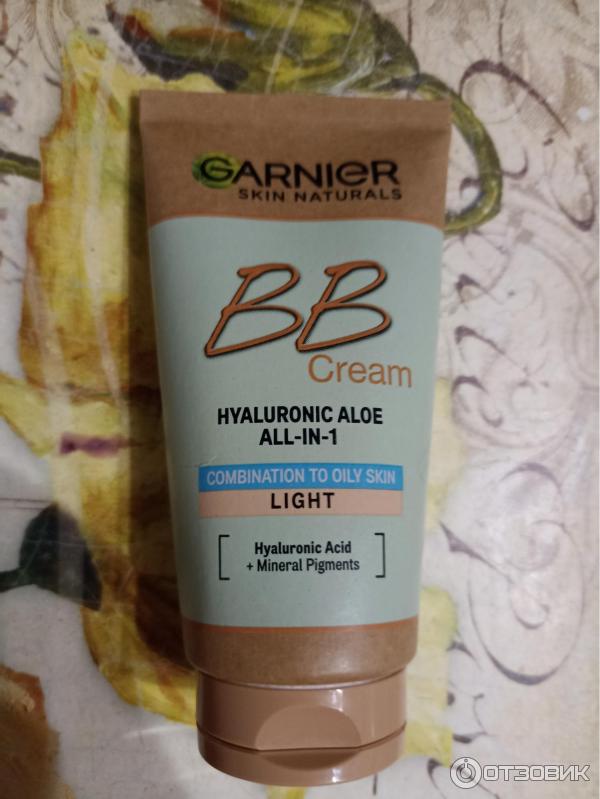 GARNIER
SKIN NATURALS
BB
Cream
HYALURONIC ALOE
ALL-IN-1
COMBINATION TO OILY SKIN
LIGHT
Hyaluronic Acid
+ Mineral Pigments
ОТЗОВИК